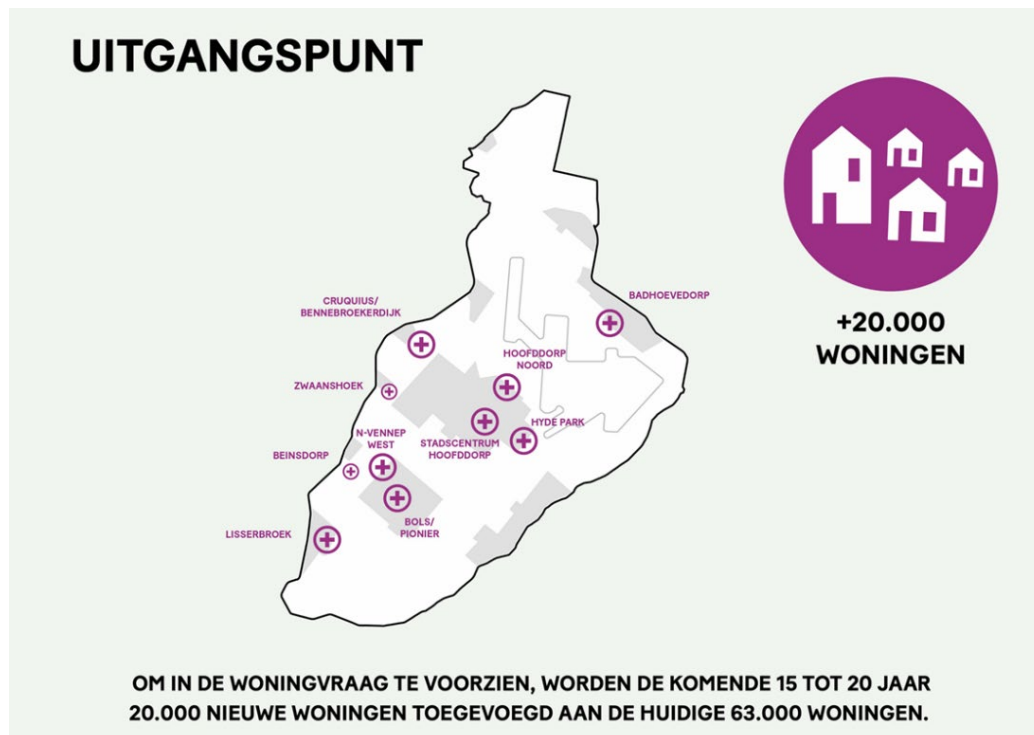 UITGANGSPUNT
+20.000
WONINGEN
CRUQUIUS/
BENNEBROEKERDIJK
BADHOEVEDORP
HOOFDDORP
NOORD
ZWAANSHOEK
HYDE PARK
N-VENNEP
WEST
STADSCENTRUM
HOOFDDORP
BEINSDORP
BOLS/
PIONIER
LISSERBROEK
OM IN DE WONINGVRAAG TE VOORZIEN, WORDEN DE KOMENDE 15 TOT 20 JAAR
20.000 NIEUWE WONINGEN TOEGEVOEGD AAN DE HUIDIGE 63.000 WONINGEN.